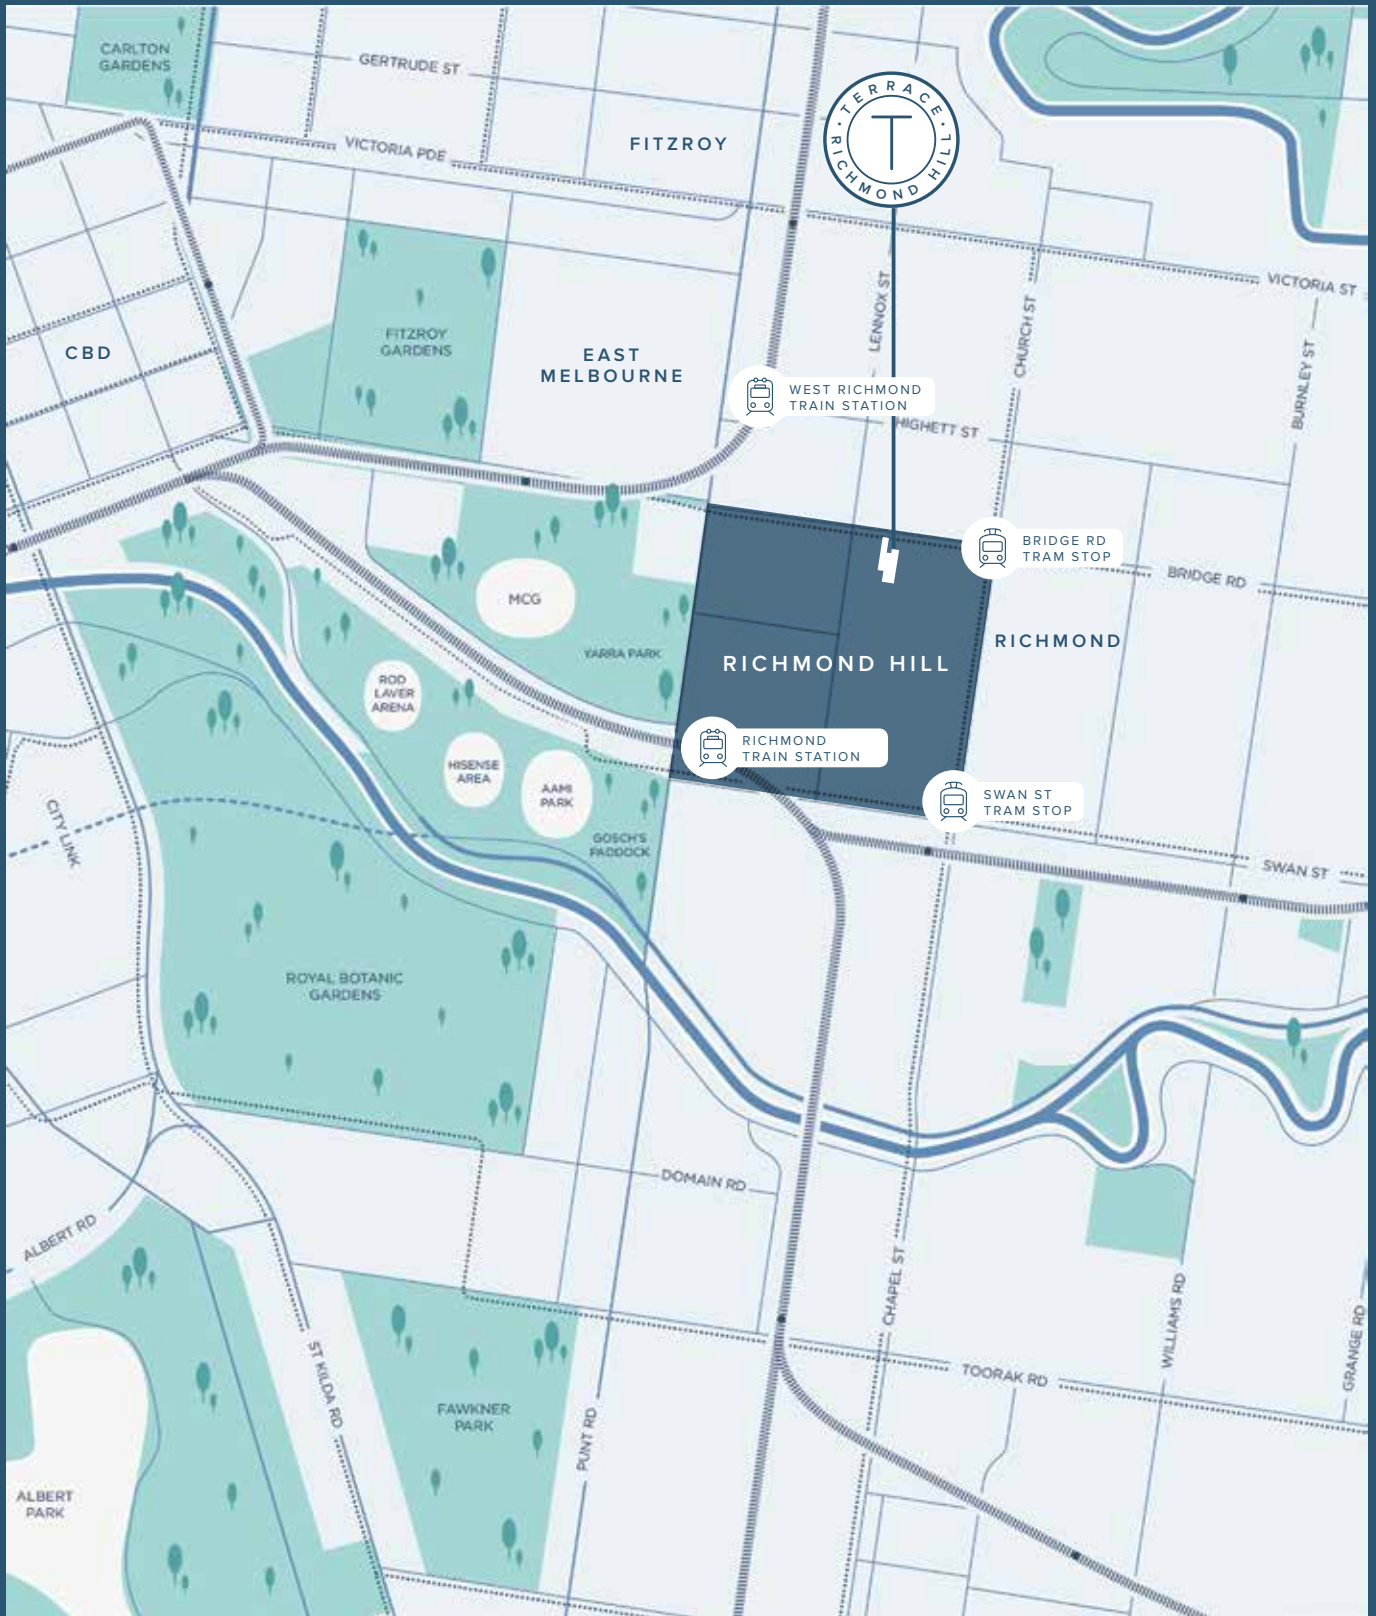 CARLTON
GARDENS
GERTRUDE ST
VICTORIA PDE
FITZROY
TERRACE
RICHMOND HILL
T
VICTORIA ST
LENNOX ST
CHURCH ST
BURNLEY ST
CBD
FITZROY
GARDENS
EAST
MELBOURNE
WEST RICHMOND
TRAIN STATION
HIGHETT ST
BRIDGE RD
TRAM STOP
BRIDGE RD
MCG
YARRA PARK
RICHMOND HILL
RICHMOND
ROD
LAVER
ARENA
RICHMOND
TRAIN STATION
HISENSE
AREA
AAMI
PARK
SWAN ST
TRAM STOP
CITY LINK
GOSCH'S
PADDOCK
SWAN ST
ROYAL BOTANIC
GARDENS
DOMAIN RD
ALBERT RD
CHAPEL ST
WILLIAMS RD
GRANGE RD
ST KILDA RD
TOORAK RD
FAWKNER
PARK
PUNT RD
ALBERT
PARK